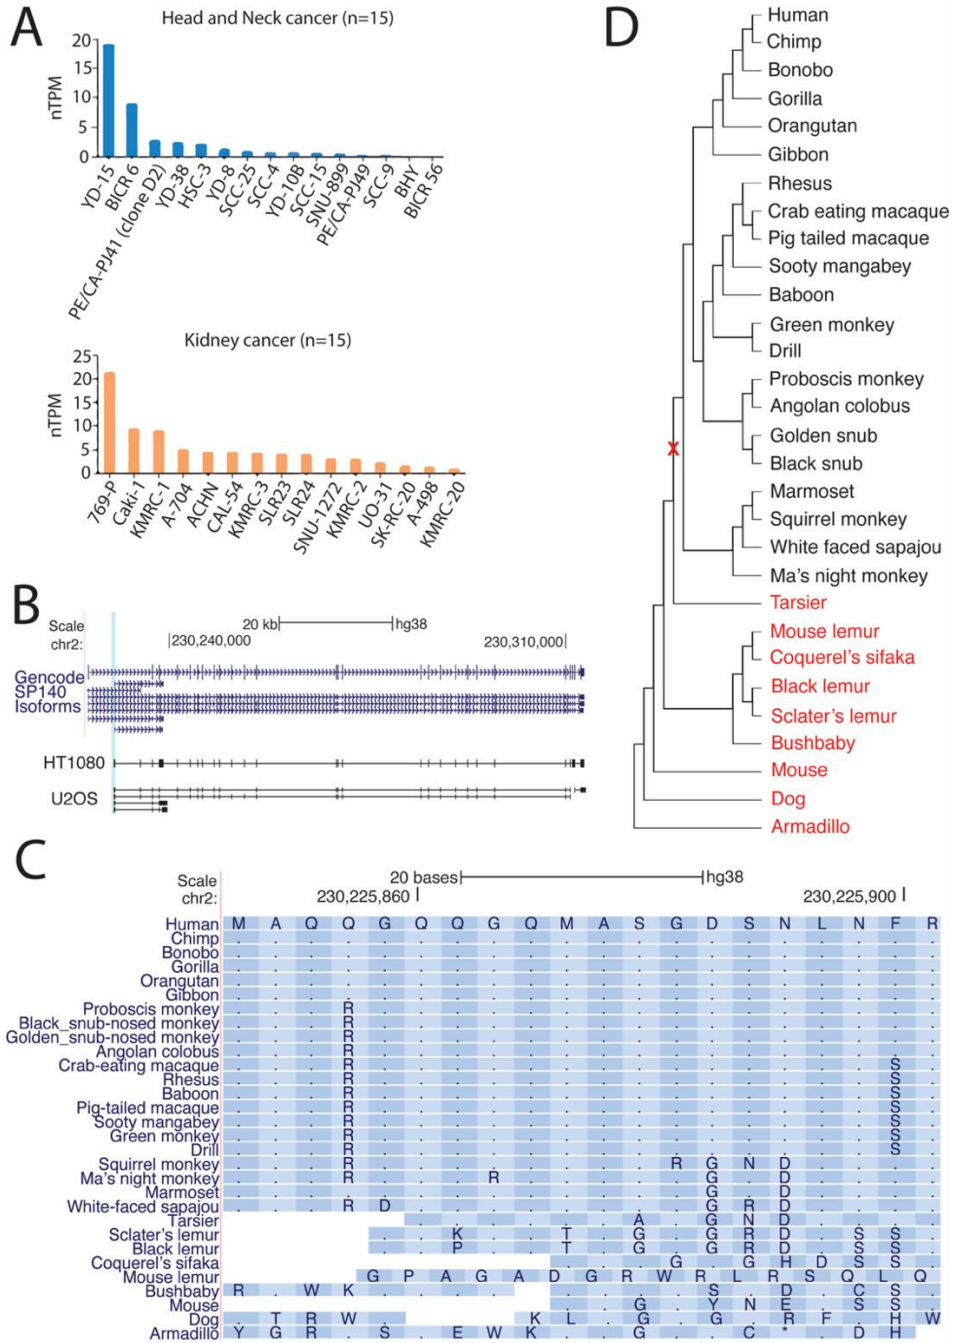 A
Head and Neck cancer (n=15)
nTPM
20
15
10
5
0
YD-15
BICR 6
PE/CA-PJ41 (clone D2)
YD-38
HSC-3
YD-8
SCC-25
SCC-4
YD-10B
SCC-15
SNU-899
PE/CA-PJ49
SCC-9
BHY
BICR 56
Kidney cancer (n=15)
nTPM
25
20
15
10
5
0
769-P
Caki-1
KMRC-1
A-704
ACHN
CAL-54
KMRC-3
SLR23
SLR24
SNU-1272
KMRC-2
UO-31
SK-RC-20
A-498
KMRC-20
B
Scale 20 kb hg38
chr2: 230,240,000 230,310,000
Gencode
SP140
Isoforms
HT1080
U2OS
D
Human
Chimp
Bonobo
Gorilla
Orangutan
Gibbon
Rhesus
Crab eating macaque
Pig tailed macaque
Sooty mangabey
Baboon
Green monkey
Drill
Proboscis monkey
Angolan colobus
Golden snub
Black snub
Marmoset
Squirrel monkey
White faced sapajou
Ma's night monkey
X
Tarsier
Mouse lemur
Coquerel's sifaka
Black lemur
Sclater's lemur
Bushbaby
Mouse
Dog
Armadillo
C
Scale 20 bases hg38
chr2: 230,225,860 230,225,900
Human M A Q Q G Q Q G Q M A S G D S N L N F R
Chimp . . . . . . . . . . . . . . . . . . . .
Bonobo . . . . . . . . . . . . . . . . . . . .
Gorilla . . . . . . . . . . . . . . . . . . . .
Orangutan . . . . . . . . . . . . . . . . . . . .
Gibbon . . . . . . . . . . . . . . . . . . . .
Proboscis monkey . . . R . . . . . . . . . . . . . . . .
Black_snub-nosed monkey . . . R . . . . . . . . . . . . . . . .
Golden_snub-nosed monkey . . . R . . . . . . . . . . . . . . . .
Angolan colobus . . . R . . . . . . . . . . . . . . . .
Crab-eating macaque . . . R . . . . . . . . . . . . . . S .
Rhesus . . . R . . . . . . . . . . . . . . S .
Baboon . . . R . . . . . . . . . . . . . . S .
Pig-tailed macaque . . . R . . . . . . . . . . . . . . S .
Sooty mangabey . . . R . . . . . . . . . . . . . . S .
Green monkey . . . R . . . . . . . . . . . . . . S .
Drill . . . R . . . . . . . . . . . . . . S .
Squirrel monkey . . . R . . . . . . . . R G N D . . . .
Ma's night monkey . . . R . . . R . . . . . G . D . . . .
Marmoset . . . . . . . . . . . . . G . D . . . .
White-faced sapajou . . . R D . . . . . . . . G R D . . . .
Tarsier . . . . . . A . G N D . . . .
Sclater's lemur . . K . . T . G . G R D . S S .
Black lemur . . P . . T . G . G R D . S S .
Coquerel's sifaka . . . G . G H D S S .
Mouse lemur G P A G A D G R W R L R S Q L Q
Bushbaby R . W K . . . . . . . . S . D . C S .
Mouse . . G . Y N E . S S .
Dog . T R W K L . G . G . R F . H W
Armadillo Y G R . S . E W K . . G . . C * . D H .